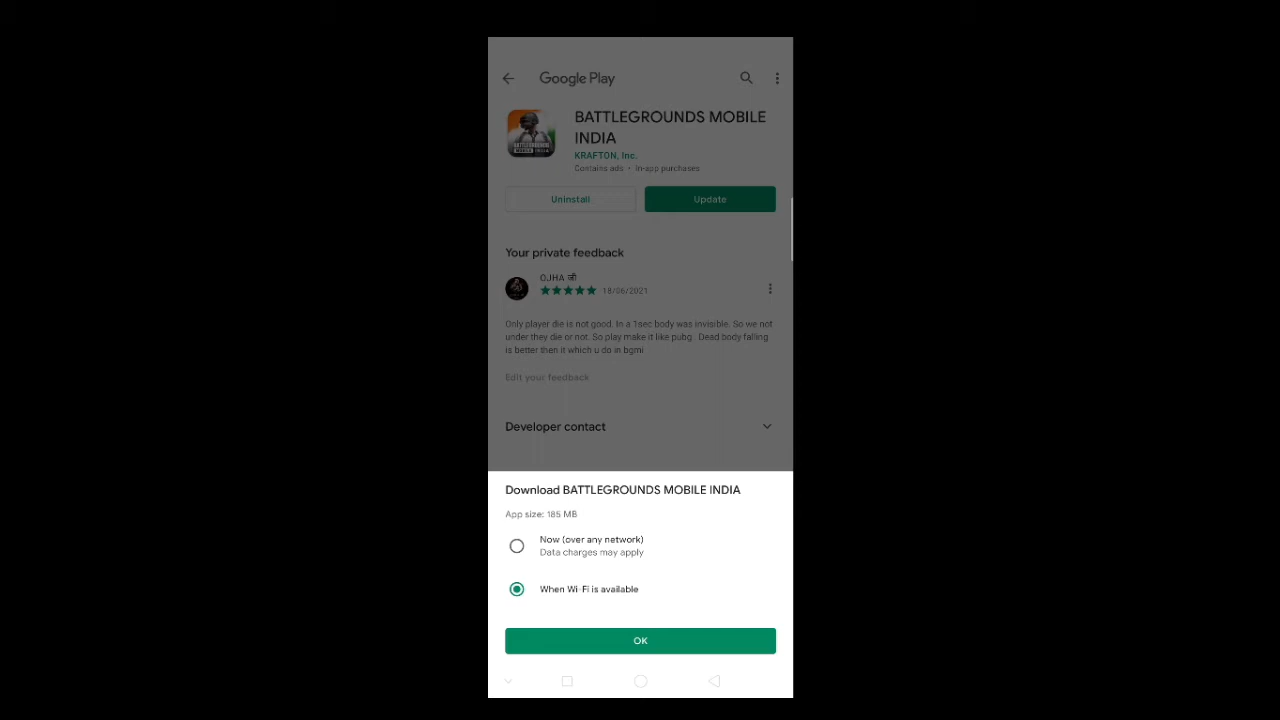 Google Play
BATTLEGROUNDS MOBILE
INDIA
KRAFTON, Inc.
Contains ads • In-app purchases
Uninstall
Update
Your private feedback
OJHA जी
18/06/2021
Only player die is not good. In a 1sec body was invisible. So we not
under they die or not. So play make it like pubg . Dead body falling
is better then it which u do in bgmi
Edit your feedback
Developer contact
Download BATTLEGROUNDS MOBILE INDIA
App size: 185 MB
Now (over any network)
Data charges may apply
When Wi-Fi is available
OK